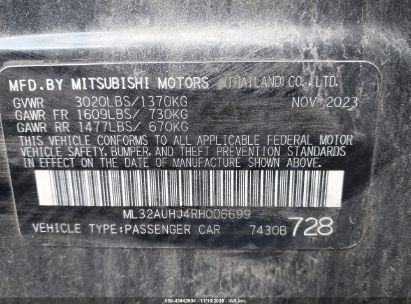 MFD. BY MITSUBISHI MOTORS (THAILAND) CO., LTD.
GVWR 3020LBS/1370KG NOV 2023
GAWR FR 1609LBS/ 730KG
GAWR RR 1477LBS/ 670KG
THIS VEHICLE CONFORMS TO ALL APPLICABLE FEDERAL MOTOR
VEHICLE SAFETY, BUMPER, AND THEFT PREVENTION STANDARDS
IN EFFECT ON THE DATE OF MANUFACTURE SHOWN ABOVE.
ML32AUHJ4RH006699
VEHICLE TYPE:PASSENGER CAR 7430B 728